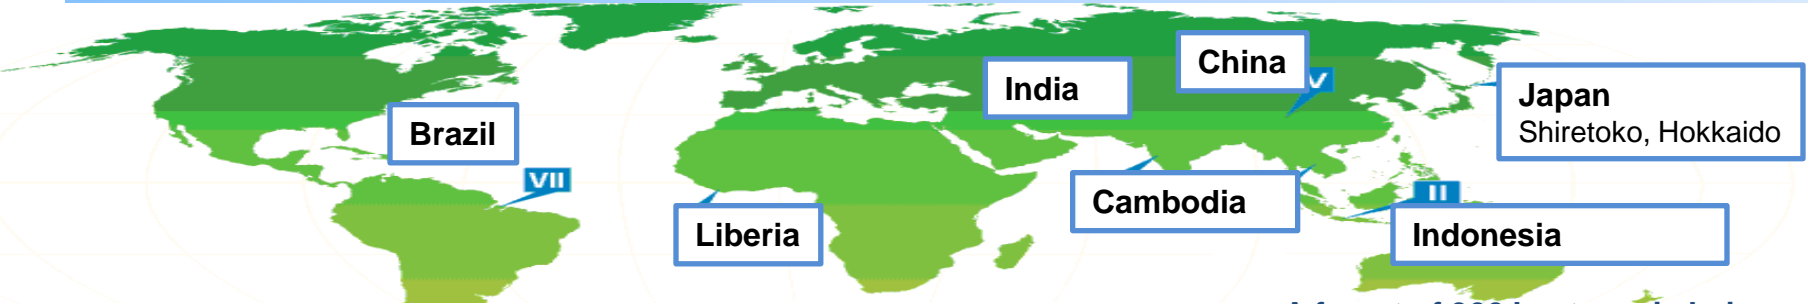 China
India
Japan
Shiretoko, Hokkaido
Brazil
V
VII
II
Cambodia
Liberia
Indonesia